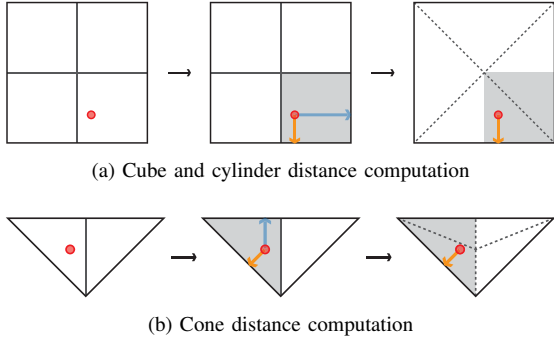 (a) Cube and cylinder distance computation
(b) Cone distance computation